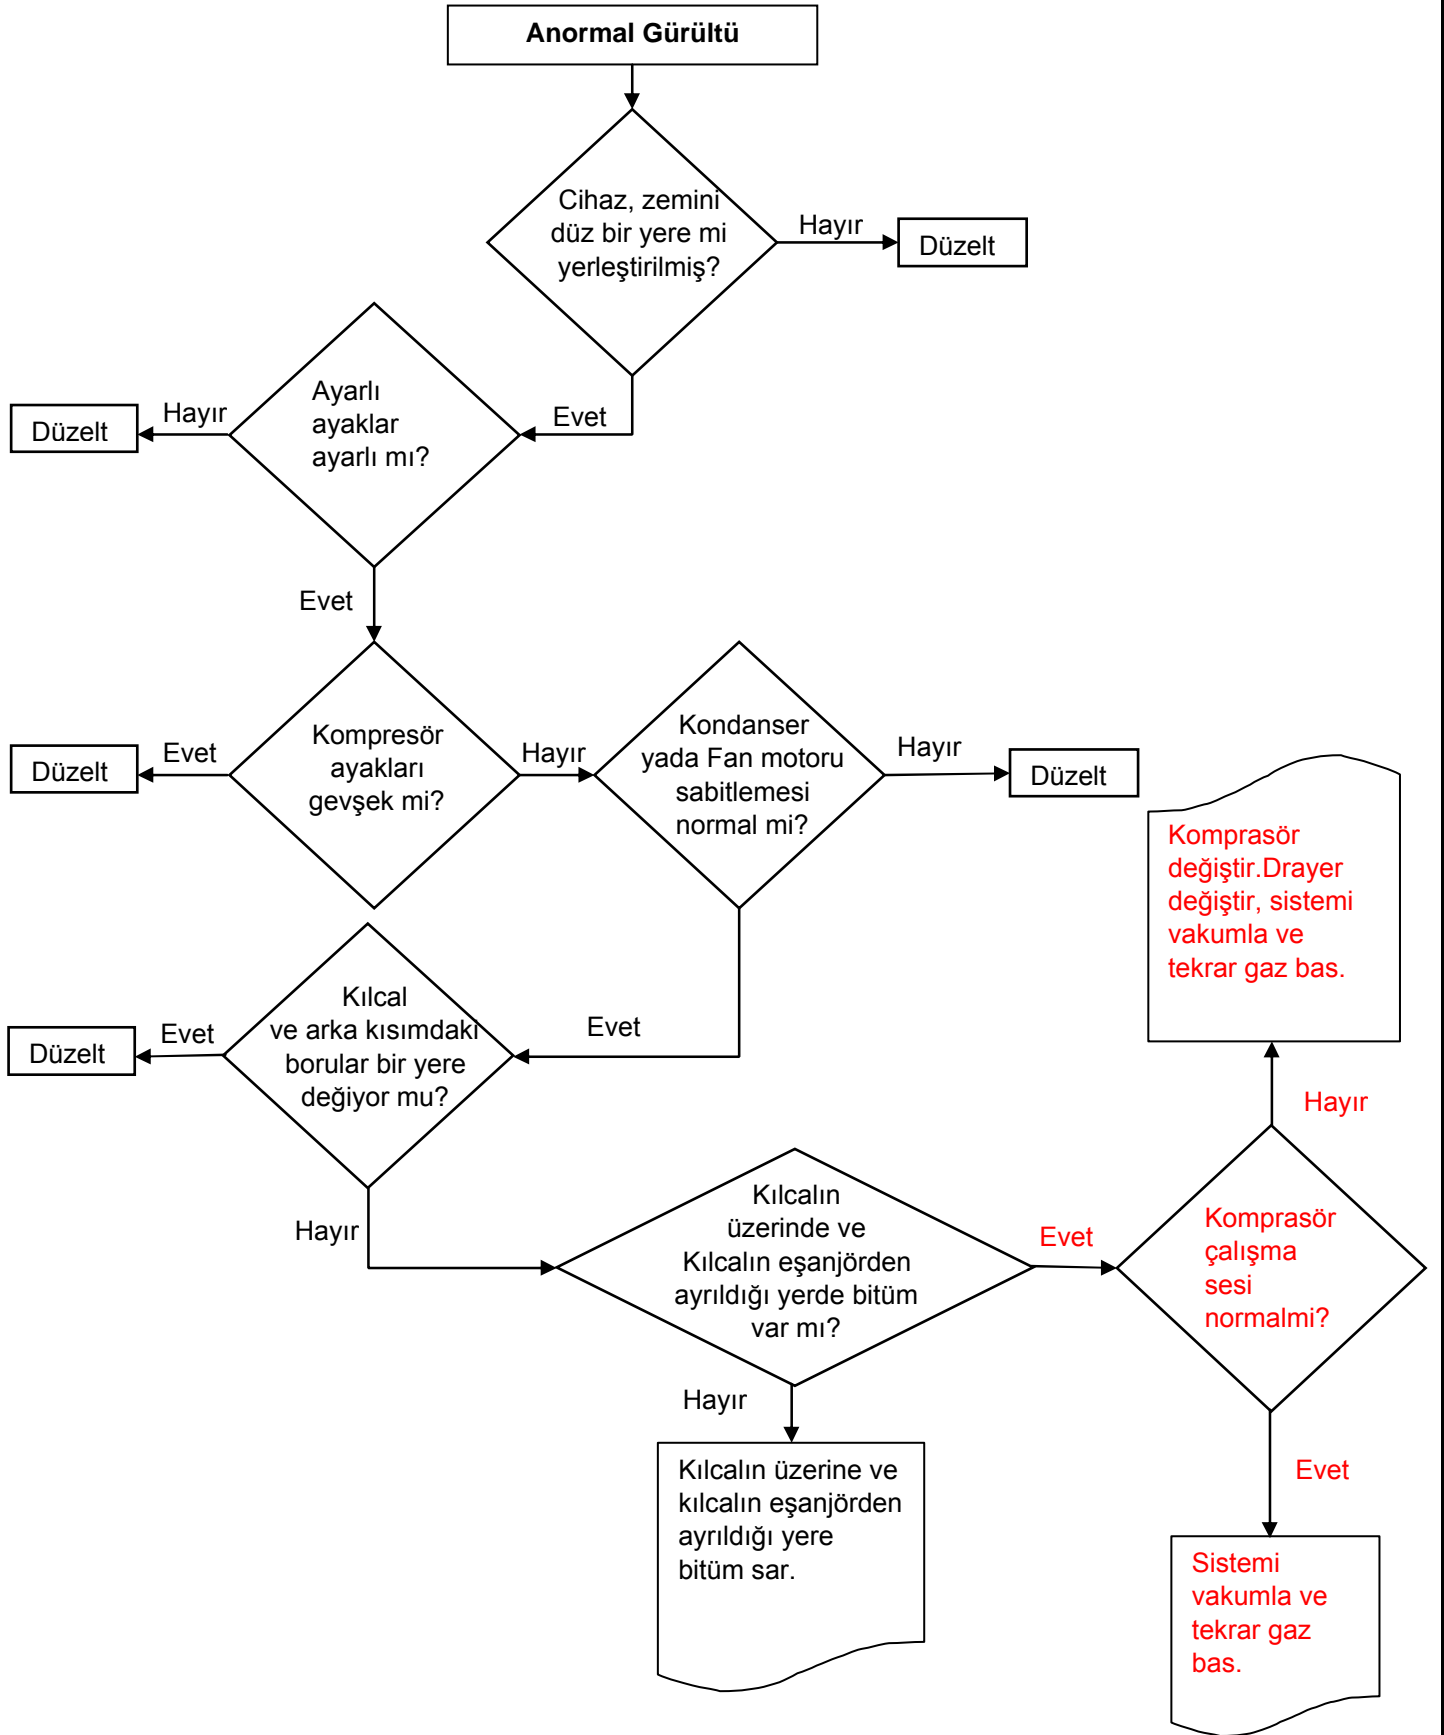 Anormal Gürültü
Cihaz, zemini
düz bir yere mi
yerleştirilmiş?
Hayır
Düzelt
Evet
Ayarlı
ayaklar
ayarlı mı?
Hayır
Düzelt
Evet
Kompresör
ayakları
gevşek mi?
Evet
Düzelt
Hayır
Kondanser
yada Fan motoru
sabitlemesi
normal mi?
Hayır
Düzelt
Evet
Kılcal
ve arka kısımdaki
borular bir yere
değiyor mu?
Evet
Düzelt
Hayır
Kılcalın
üzerinde ve
Kılcalın eşanjörden
ayrıldığı yerde bitüm
var mı?
Hayır
Kılcalın üzerine ve
kılcalın eşanjörden
ayrıldığı yere
bitüm sar.
Evet
Komprasör
çalışma
sesi
normalmi?
Hayır
Komprasör
değiştir.Drayer
değiştir, sistemi
vakumla ve
tekrar gaz bas.
Evet
Sistemi
vakumla ve
tekrar gaz
bas.